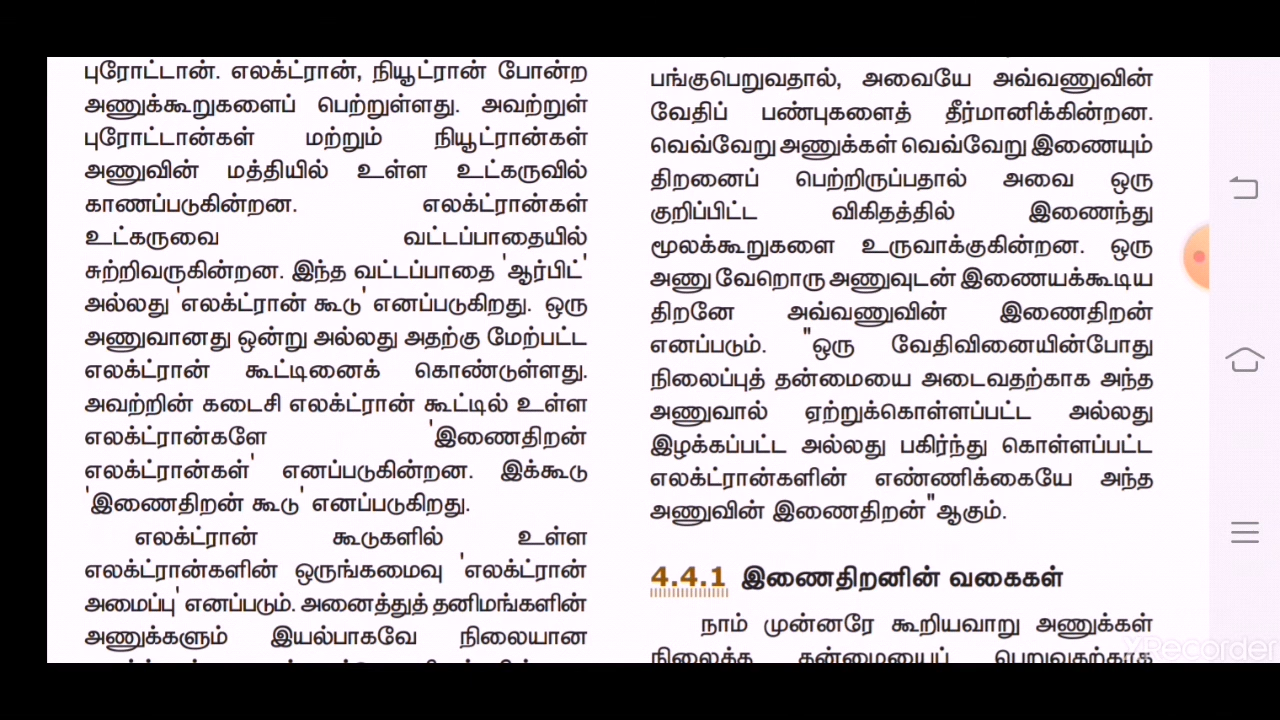 புரோட்டான். எலக்ட்ரான், நியூட்ரான் போன்ற
அணுக்கூறுகளைப் பெற்றுள்ளது. அவற்றுள்
புரோட்டான்கள் மற்றும் நியூட்ரான்கள்
அணுவின் மத்தியில் உள்ள உட்கருவில்
காணப்படுகின்றன. எலக்ட்ரான்கள்
உட்கருவை வட்டப்பாதையில்
சுற்றிவருகின்றன. இந்த வட்டப்பாதை 'ஆர்பிட்'
அல்லது 'எலக்ட்ரான் கூடு' எனப்படுகிறது. ஒரு
அணுவானது ஒன்று அல்லது அதற்கு மேற்பட்ட
எலக்ட்ரான் கூட்டினைக் கொண்டுள்ளது.
அவற்றின் கடைசி எலக்ட்ரான் கூட்டில் உள்ள
எலக்ட்ரான்களே 'இணைதிறன்
எலக்ட்ரான்கள்' எனப்படுகின்றன. இக்கூடு
'இணைதிறன் கூடு' எனப்படுகிறது.
எலக்ட்ரான் கூடுகளில் உள்ள
எலக்ட்ரான்களின் ஒருங்கமைவு 'எலக்ட்ரான்
அமைப்பு' எனப்படும். அனைத்துத் தனிமங்களின்
அணுக்களும் இயல்பாகவே நிலையான
பங்குபெறுவதால், அவையே அவ்வணுவின்
வேதிப் பண்புகளைத் தீர்மானிக்கின்றன.
வெவ்வேறு அணுக்கள் வெவ்வேறு இணையும்
திறனைப் பெற்றிருப்பதால் அவை ஒரு
குறிப்பிட்ட விகிதத்தில் இணைந்து
மூலக்கூறுகளை உருவாக்குகின்றன. ஒரு
அணு வேறொரு அணுவுடன் இணையக்கூடிய
திறனே அவ்வணுவின் இணைதிறன்
எனப்படும். "ஒரு வேதிவினையின்போது
நிலைப்புத் தன்மையை அடைவதற்காக அந்த
அணுவால் ஏற்றுக்கொள்ளப்பட்ட அல்லது
இழக்கப்பட்ட அல்லது பகிர்ந்து கொள்ளப்பட்ட
எலக்ட்ரான்களின் எண்ணிக்கையே அந்த
அணுவின் இணைதிறன்" ஆகும்.
4.4.1 இணைதிறனின் வகைகள்
நாம் முன்னரே கூறியவாறு அணுக்கள்
நிலைத்த தன்மையைப் பெறுவதற்காக
XRecorder